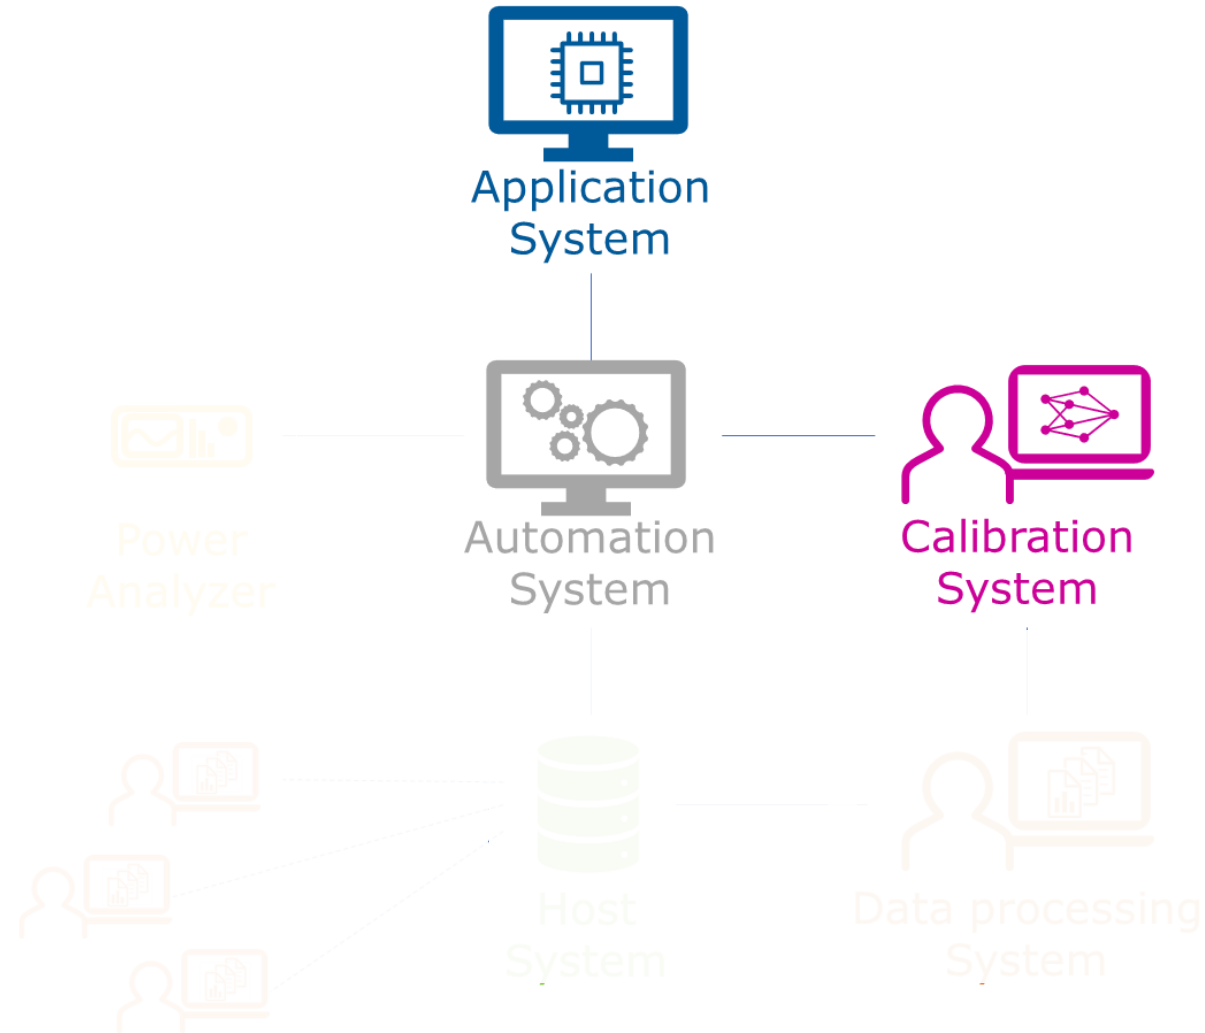 Application
System
Automation
System
Calibration
System
Power
Analyzer
Host
System
Data processing
System